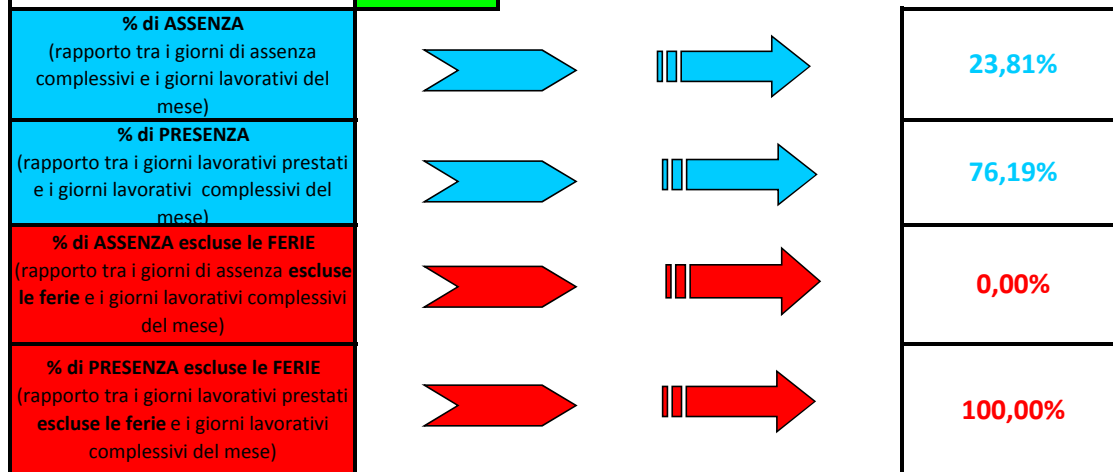 % di ASSENZA
(rapporto tra i giorni di assenza
complessivi e i giorni lavorativi del
mese)
23,81%
% di PRESENZA
(rapporto tra i giorni lavorativi prestati
e i giorni lavorativi complessivi del
mese)
76,19%
% di ASSENZA escluse le FERIE
(rapporto tra i giorni di assenza escluse
le ferie e i giorni lavorativi complessivi
del mese)
0,00%
% di PRESENZA escluse le FERIE
(rapporto tra i giorni lavorativi prestati
escluse le ferie e i giorni lavorativi
complessivi del mese)
100,00%